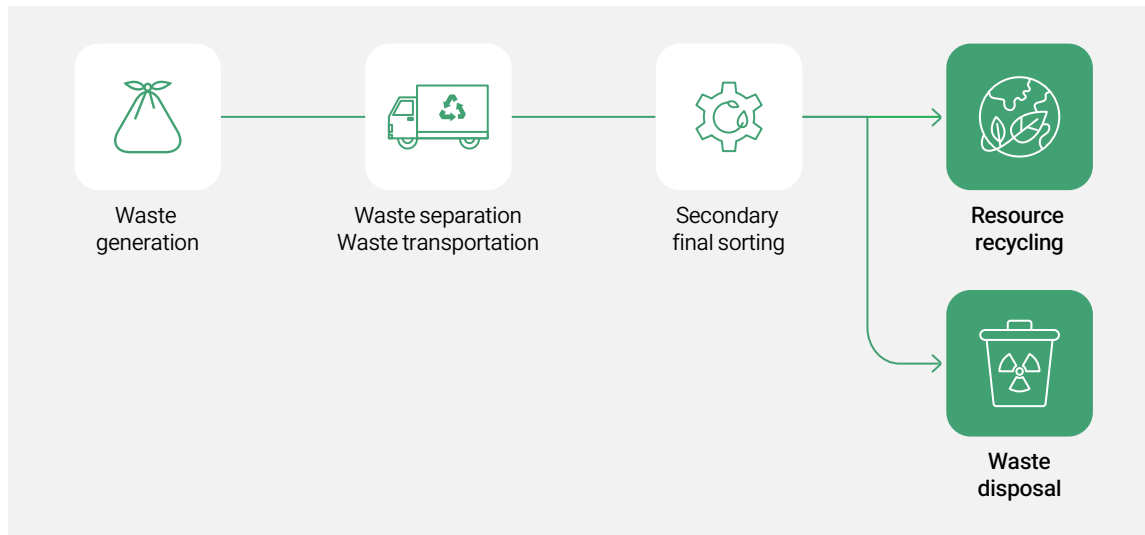 Waste
generation
Waste separation
Waste transportation
Secondary
final sorting
Resource
recycling
Waste
disposal